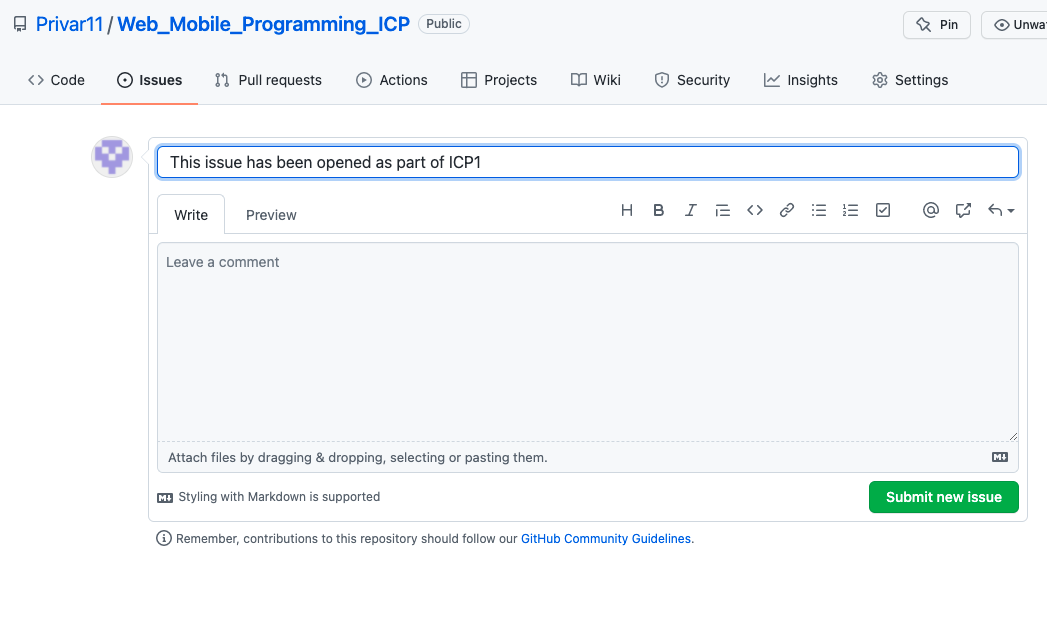 Privar11 / Web_Mobile_Programming_ICP Public Pin Unwa
Code Issues Pull requests Actions Projects Wiki Security Insights Settings
This issue has been opened as part of ICP1
Write Preview
Leave a comment
Attach files by dragging & dropping, selecting or pasting them.
Styling with Markdown is supported
Submit new issue
Remember, contributions to this repository should follow our GitHub Community Guidelines.